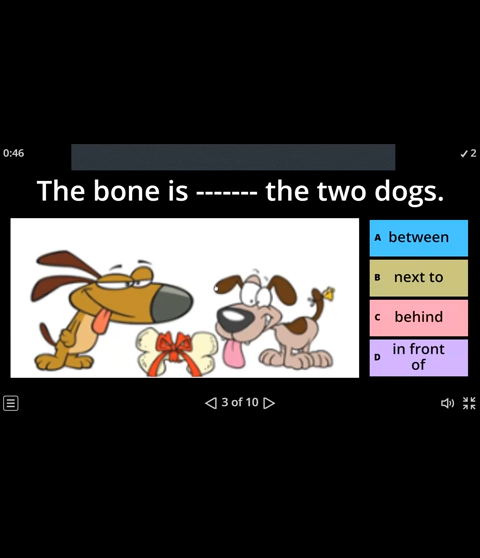 0:46
✓ 2
The bone is ------- the two dogs.
A between
B next to
C behind
D in front
of
3 of 10